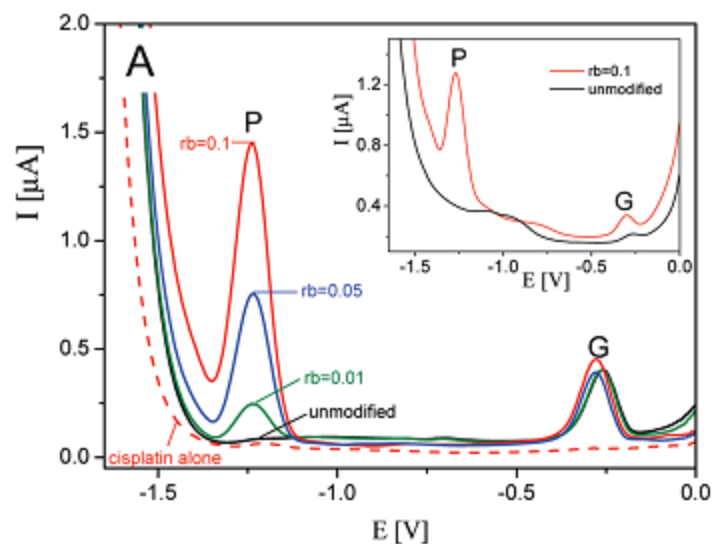 A
2.0
1.5
1.0
0.5
0.0
I [µA]
-1.5
-1.0
-0.5
0.0
E [V]
P
rb=0.1
rb=0.05
rb=0.01
unmodified
cisplatin alone
G
P
rb=0.1
unmodified
G
1.2
0.8
0.4
I [µA]
-1.5
-1.0
-0.5
0.0
E [V]